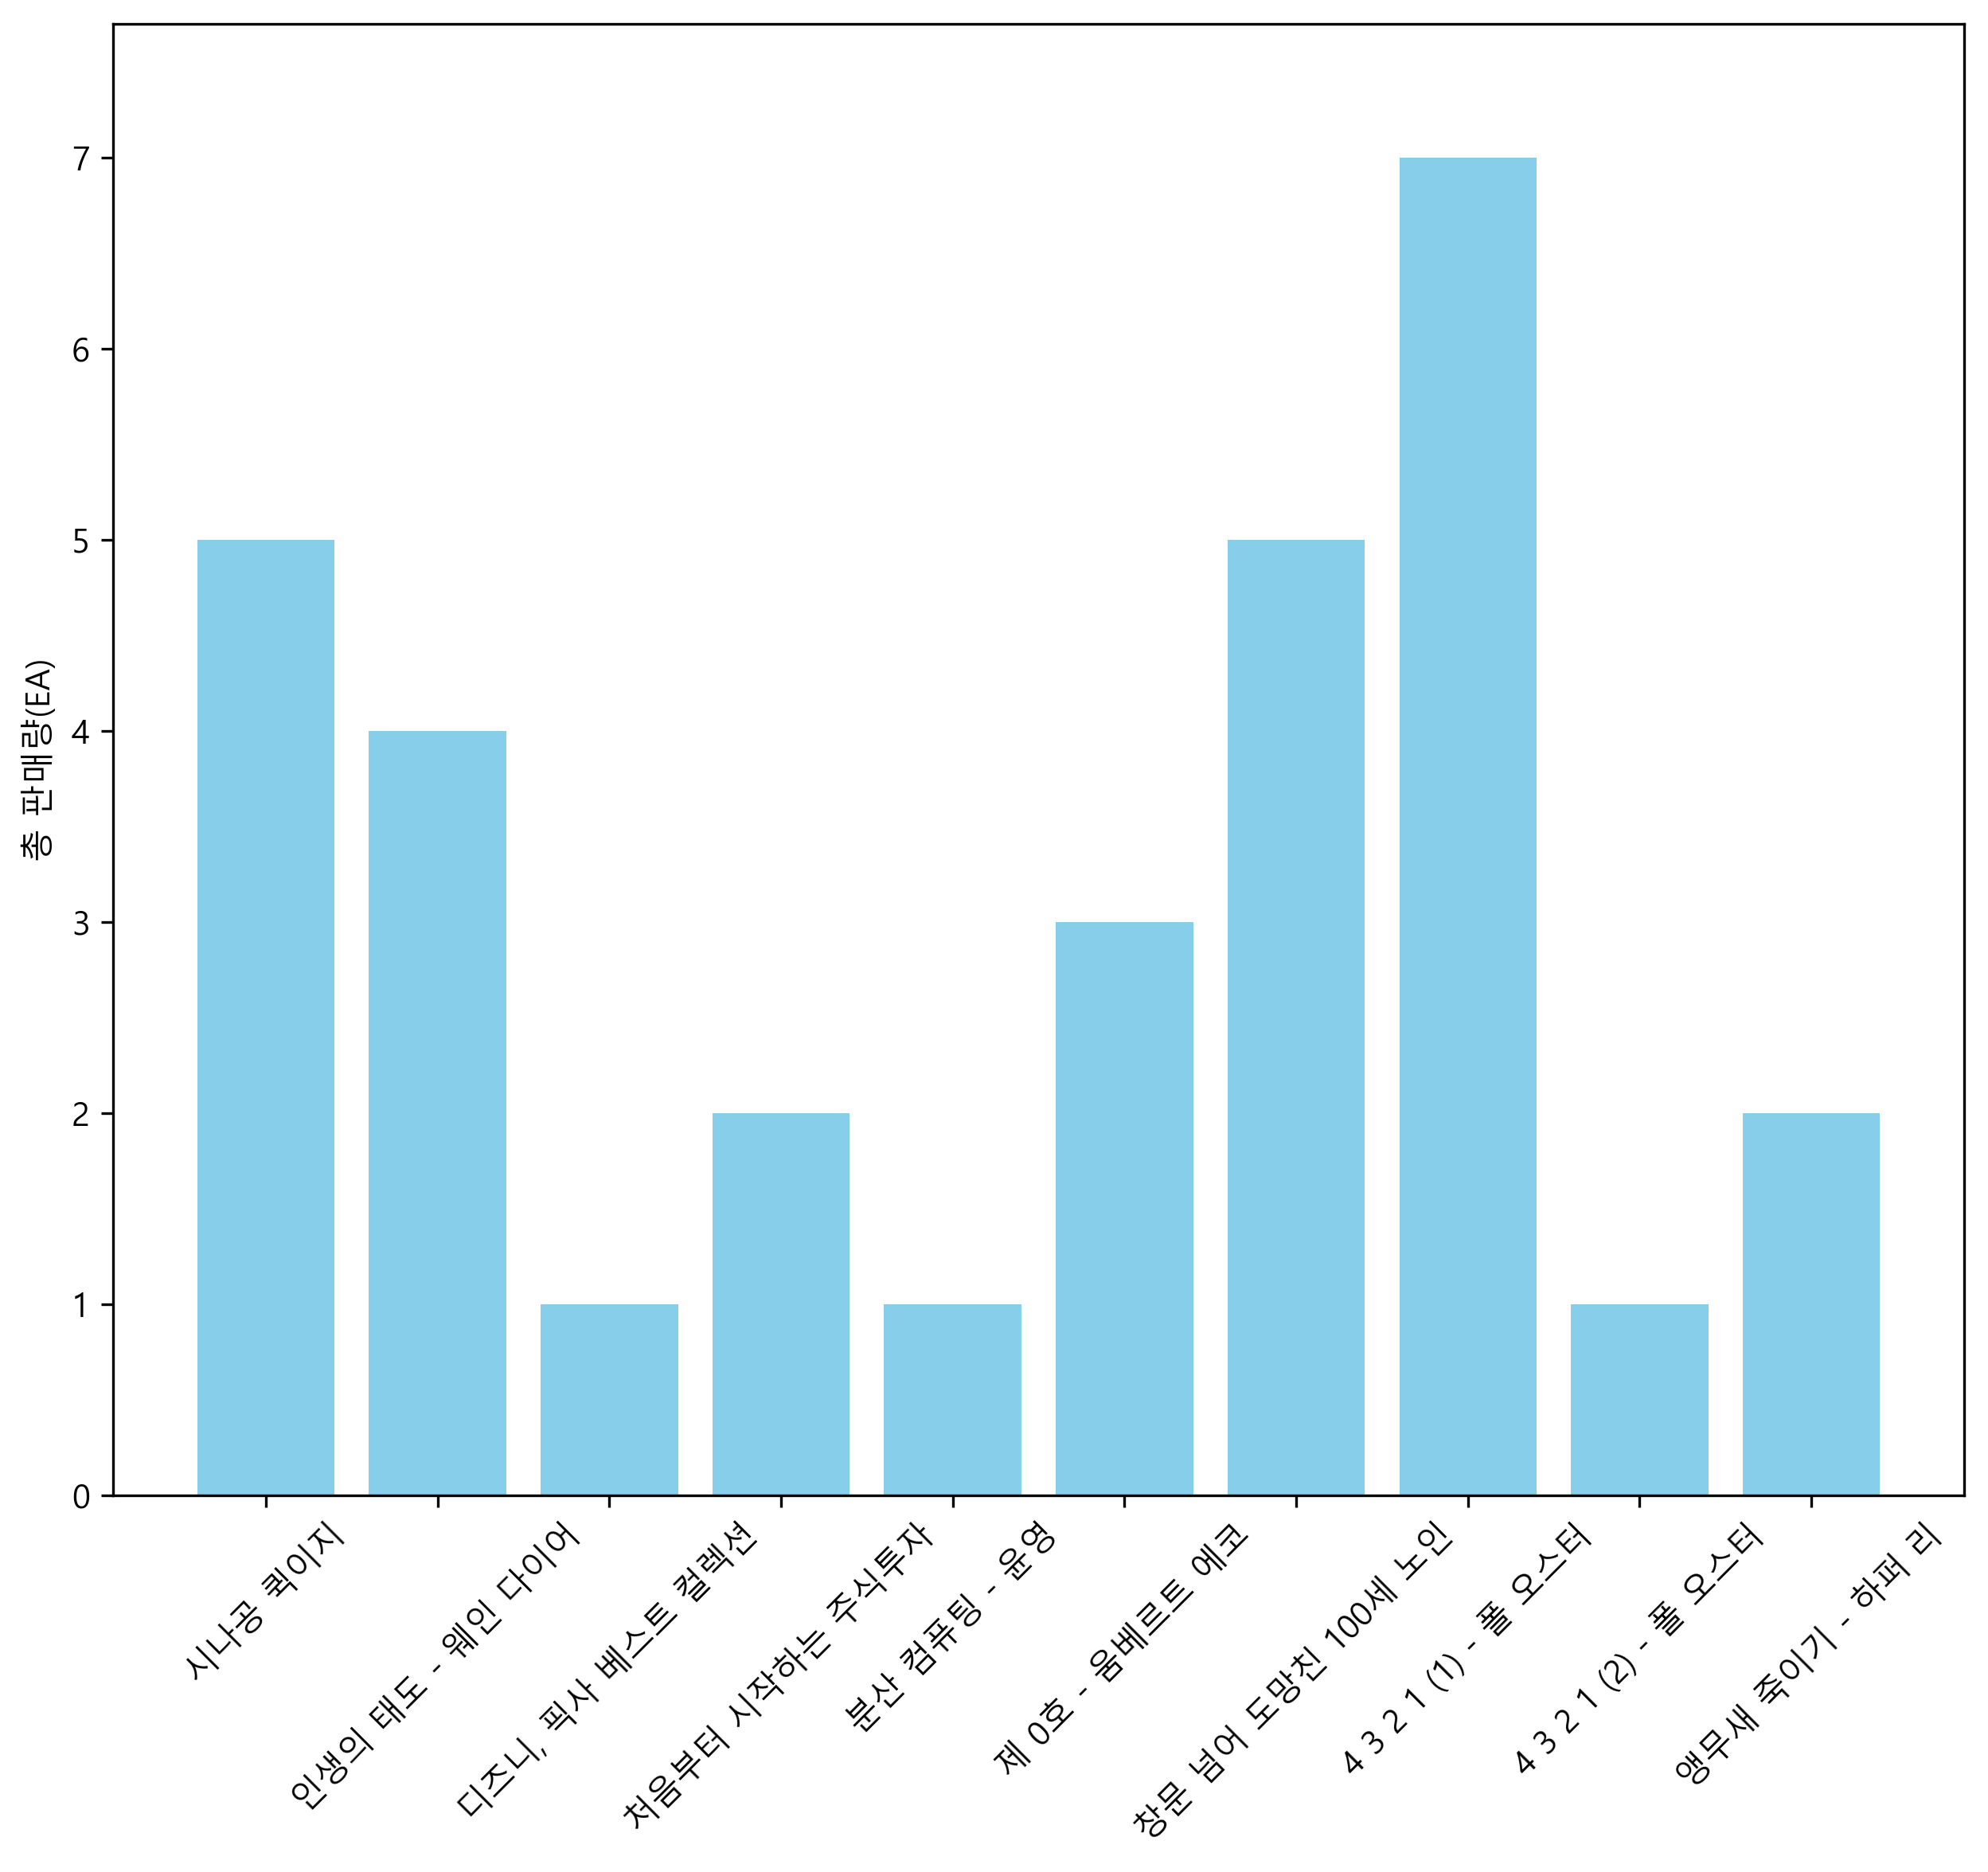 총 판매량(EA)
7
6
5
4
3
2
1
0
시나공 퀵이지
인생의 태도 - 웨인 다이어
디즈니, 픽사 베스트 컬렉션
처음부터 시작하는 주식투자
분산 컴퓨팅 - 윤영
제 0호 - 움베르트 에코
창문 넘어 도망친 100세 노인
4 3 2 1 (1) - 폴 오스터
4 3 2 1 (2) - 폴 오스터
앵무새 죽이기 - 하퍼 리